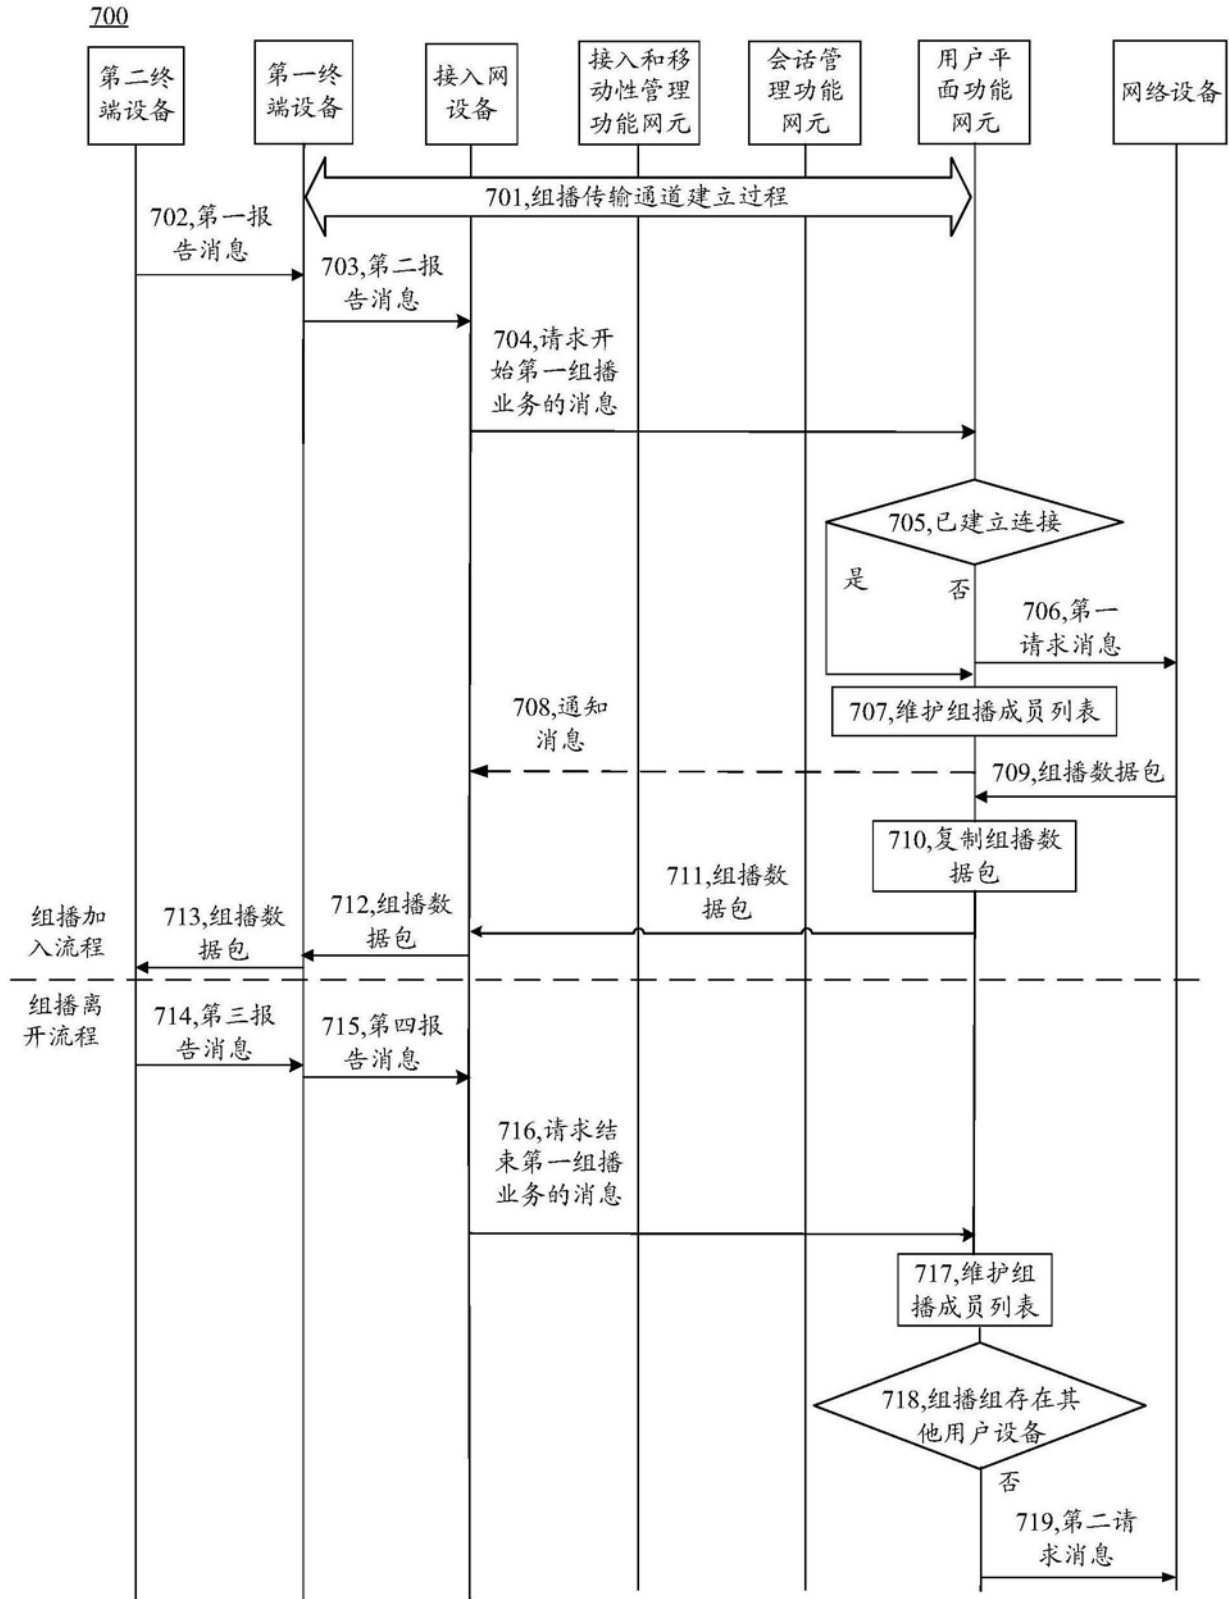 700
第二终
端设备
第一终
端设备
接入网
设备
接入和移
动性管理
功能网元
会话管
理功能
网元
用户平
面功能
网元
网络设备
701,组播传输通道建立过程
702,第一报
告消息
703,第二报
告消息
704,请求开
始第一组播
业务的消息
705,已建立连接
是
否
706,第一
请求消息
707,维护组播成员列表
708,通知
消息
709,组播数据包
710,复制组播数
据包
711,组播数
据包
712,组播数
据包
713,组播数
据包
组播加
入流程
组播离
开流程
714,第三报
告消息
715,第四报
告消息
716,请求结
束第一组播
业务的消息
717,维护组
播成员列表
718,组播组存在其
他用户设备
否
719,第二请
求消息